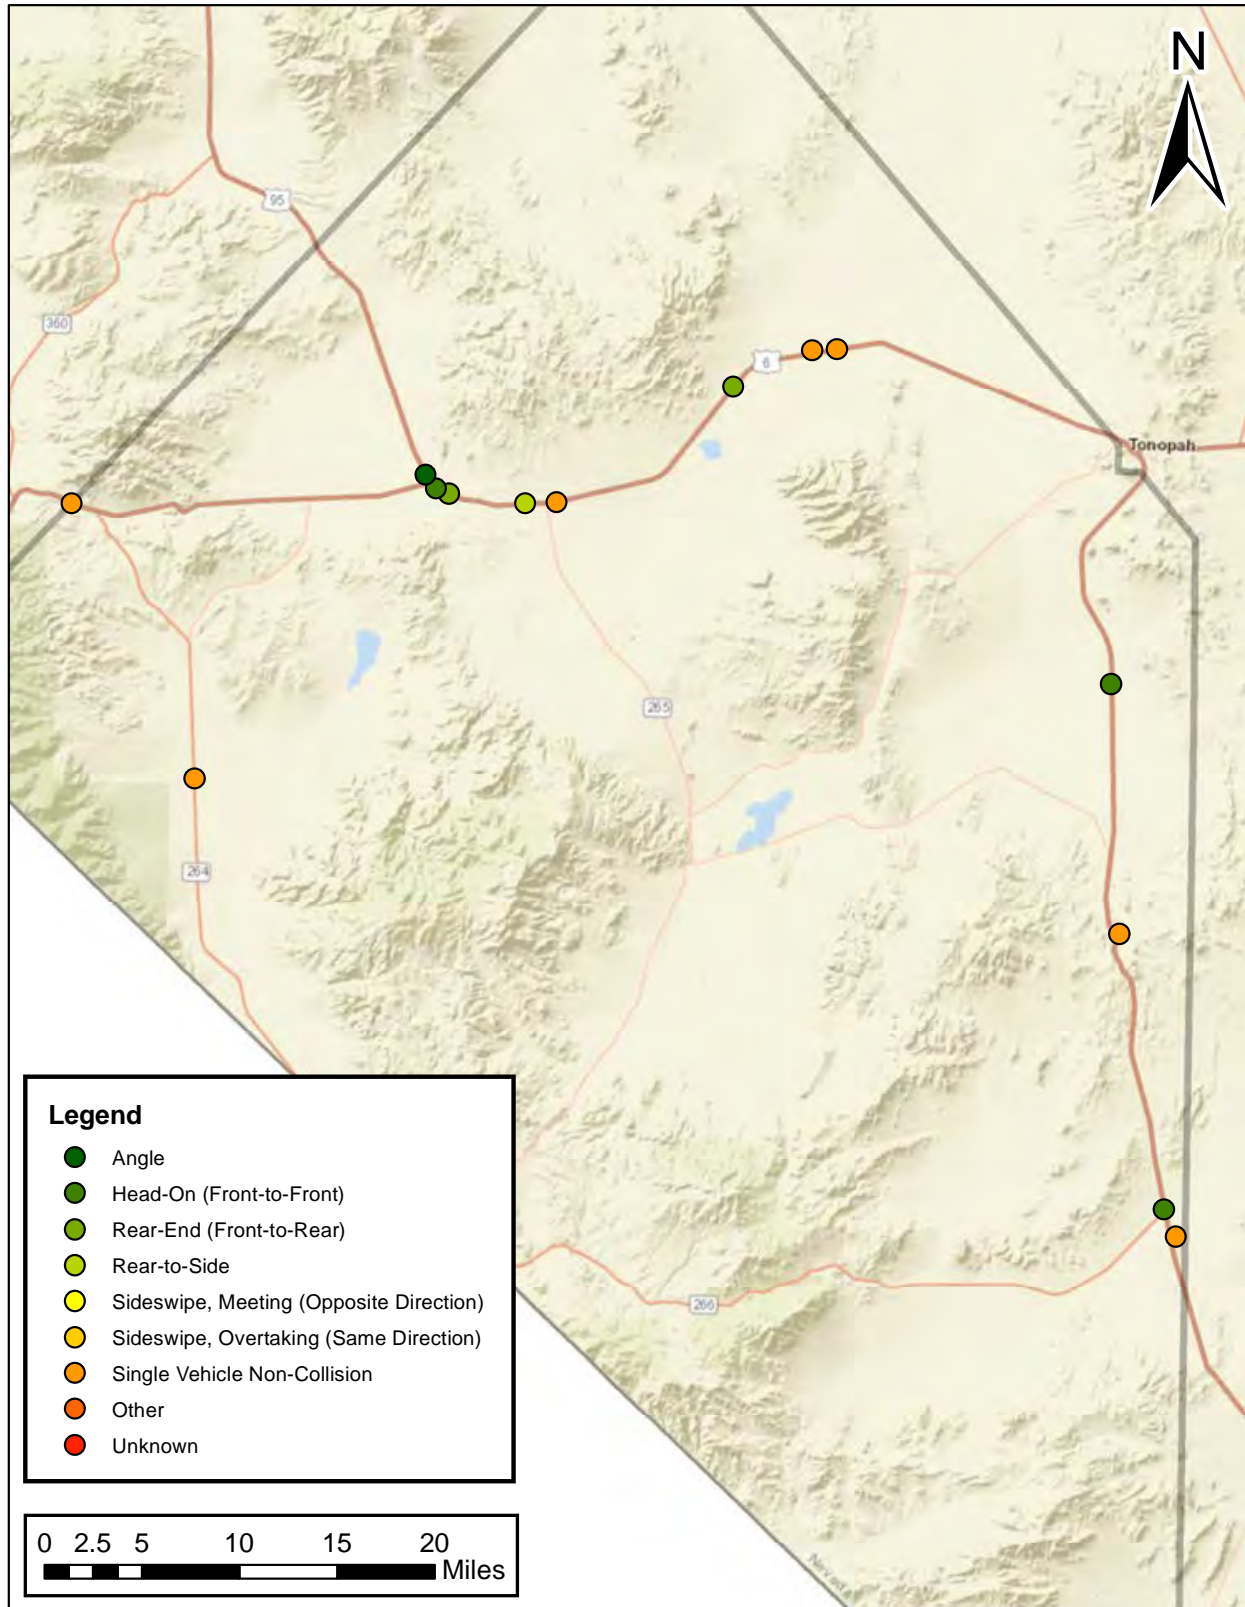 N
95
360
6
Tonopah
265
264
266
Legend
Angle
Head-On (Front-to-Front)
Rear-End (Front-to-Rear)
Rear-to-Side
Sideswipe, Meeting (Opposite Direction)
Sideswipe, Overtaking (Same Direction)
Single Vehicle Non-Collision
Other
Unknown
0 2.5 5 10 15 20
Miles